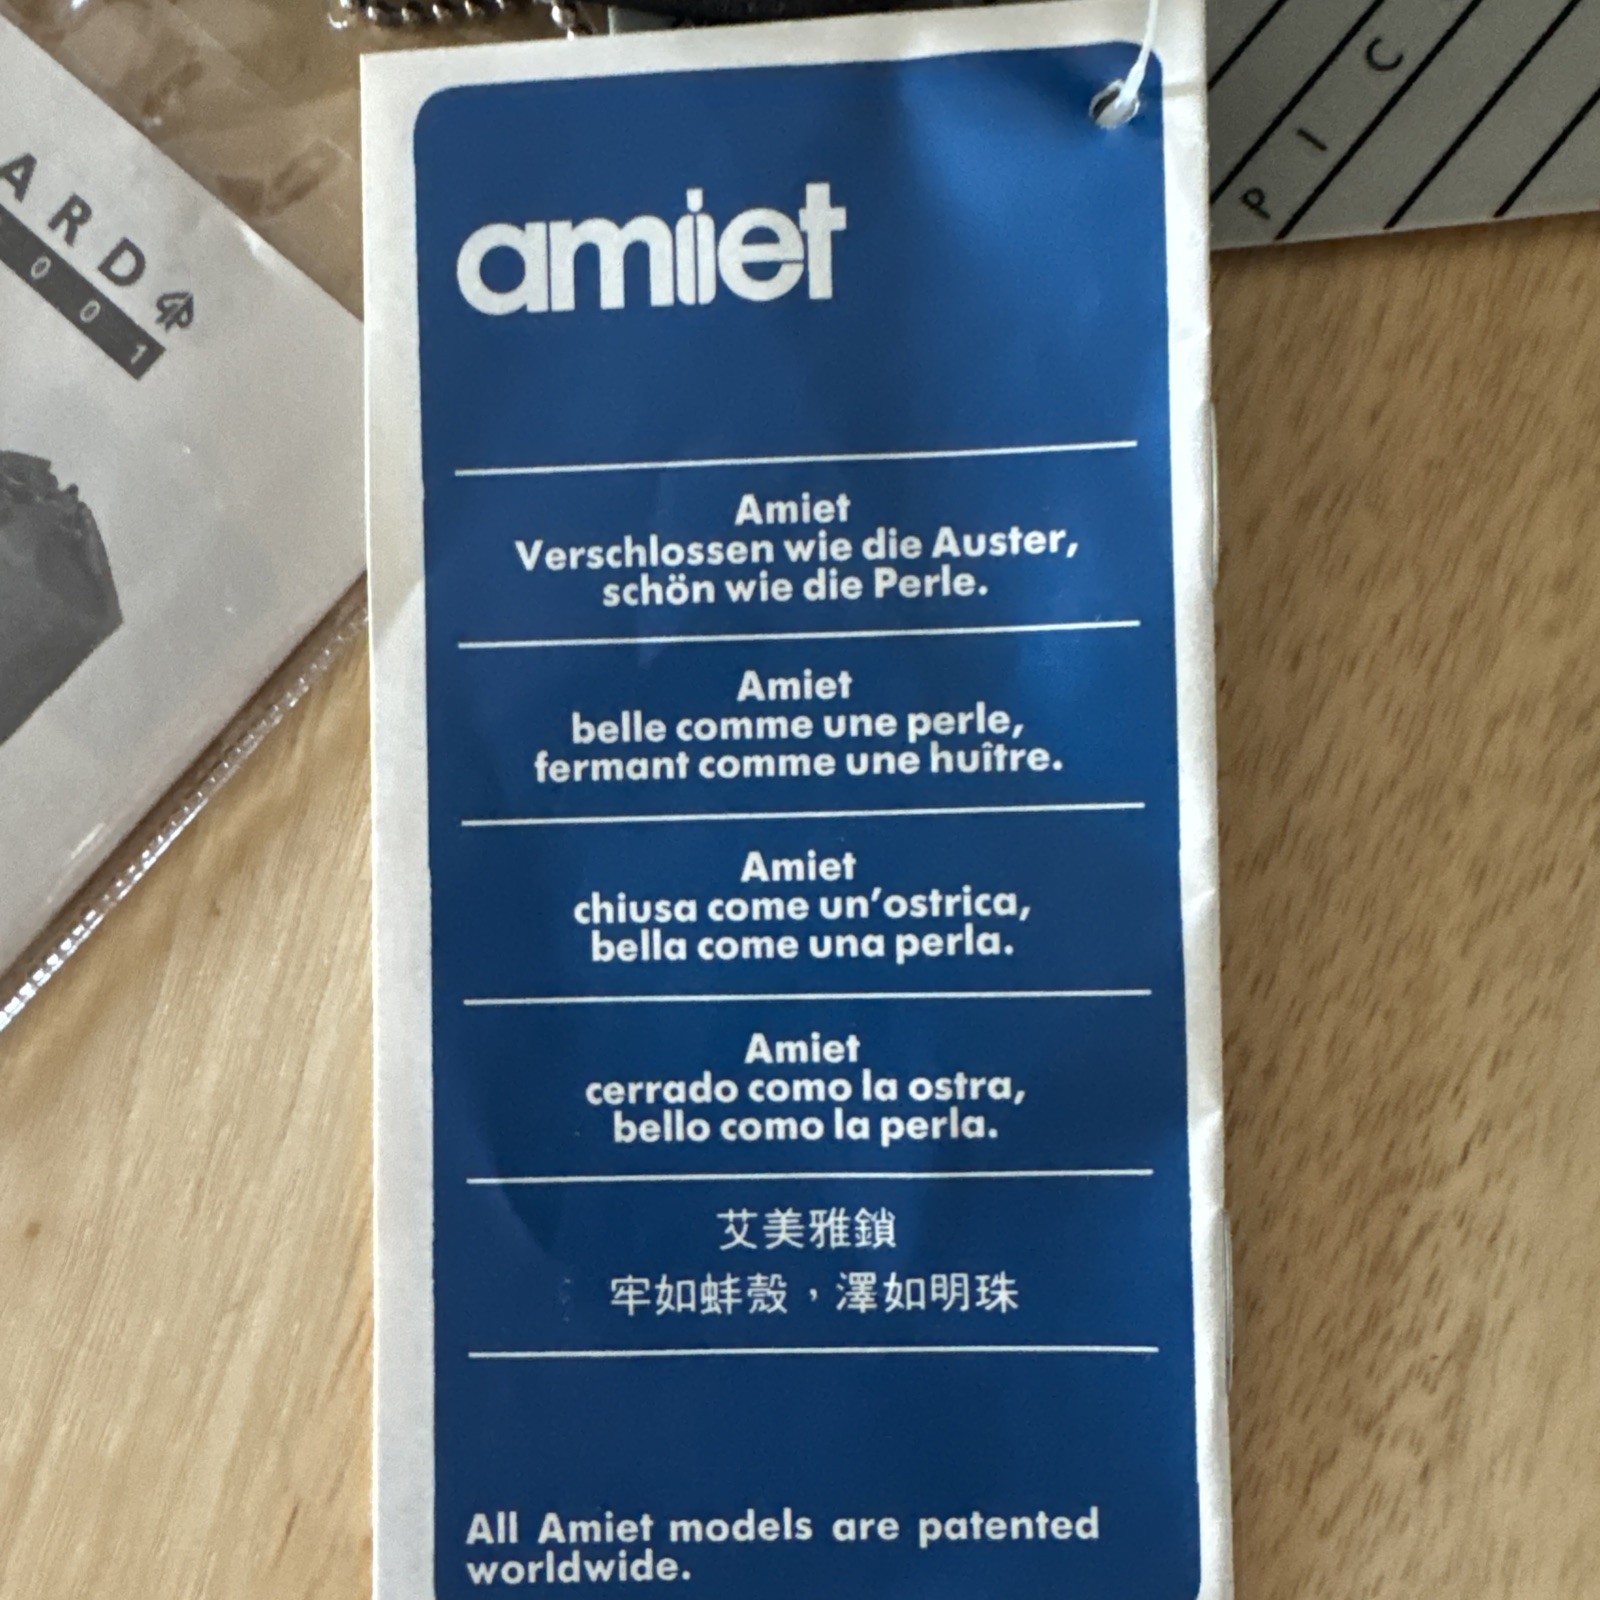 amiet
Amiet
Verschlossen wie die Auster,
schön wie die Perle.
Amiet
belle comme une perle,
fermant comme une huître.
Amiet
chiusa come un’ostrica,
bella come una perla.
Amiet
cerrado como la ostra,
bello como la perla.
艾美雅鎖
牢如蚌殼，澤如明珠
All Amiet models are patented
worldwide.
ARD
001
PIC